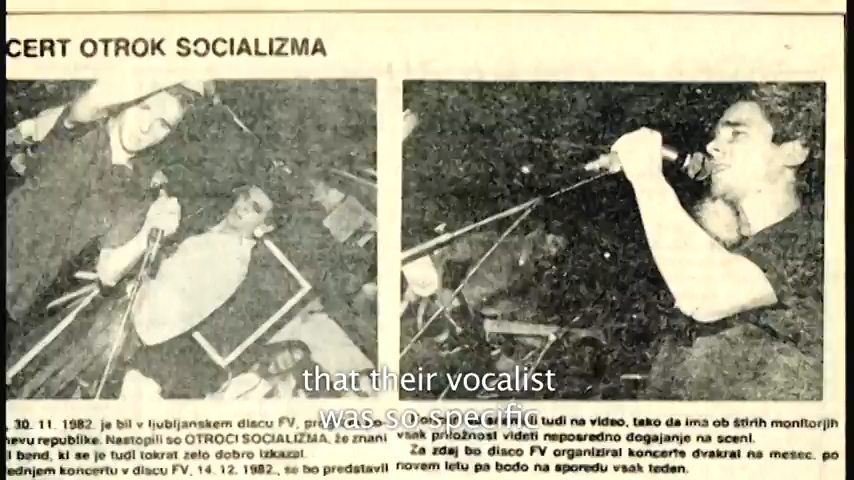 CERT OTROK SOCIALIZMA
30. 11. 1982. je bil v ljubljanskem discu FV,
nevu republike. Nastopili so OTROCI SOCIALIZMA, že znani
i bend, ki se je tudi tokrat zelo dobro izkazal.
ednjem koncertu v discu FV, 14. 12. 1982., se bo predstavil
tudi na video, tako da ima ob štirih monitorjih
vsak priložnost videti neposredno dogajanje na sceni.
Za zdaj bo disco FV organiziral koncerte dvakrat na mesec, po
novem letu pa bodo na sporedu vsak teden.
that their vocalist
was so specific